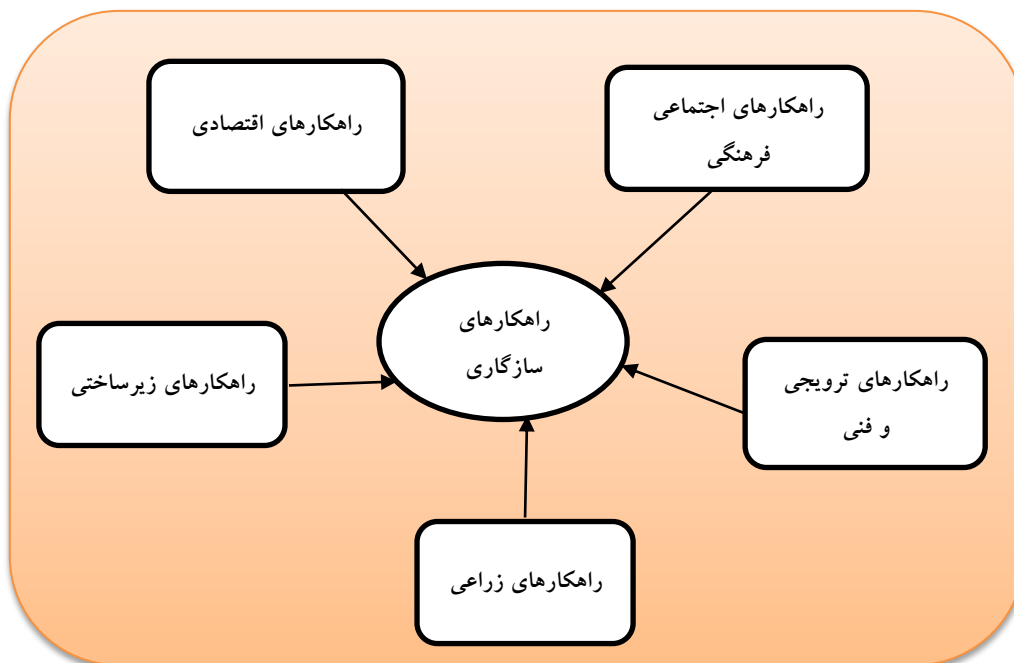 راهکارهای اجتماعی
فرهنگی
راهکارهای اقتصادی
راهکارهای
سازگاری
راهکارهای ترویجی
و فنی
راهکارهای زیرساختی
راهکارهای زراعی